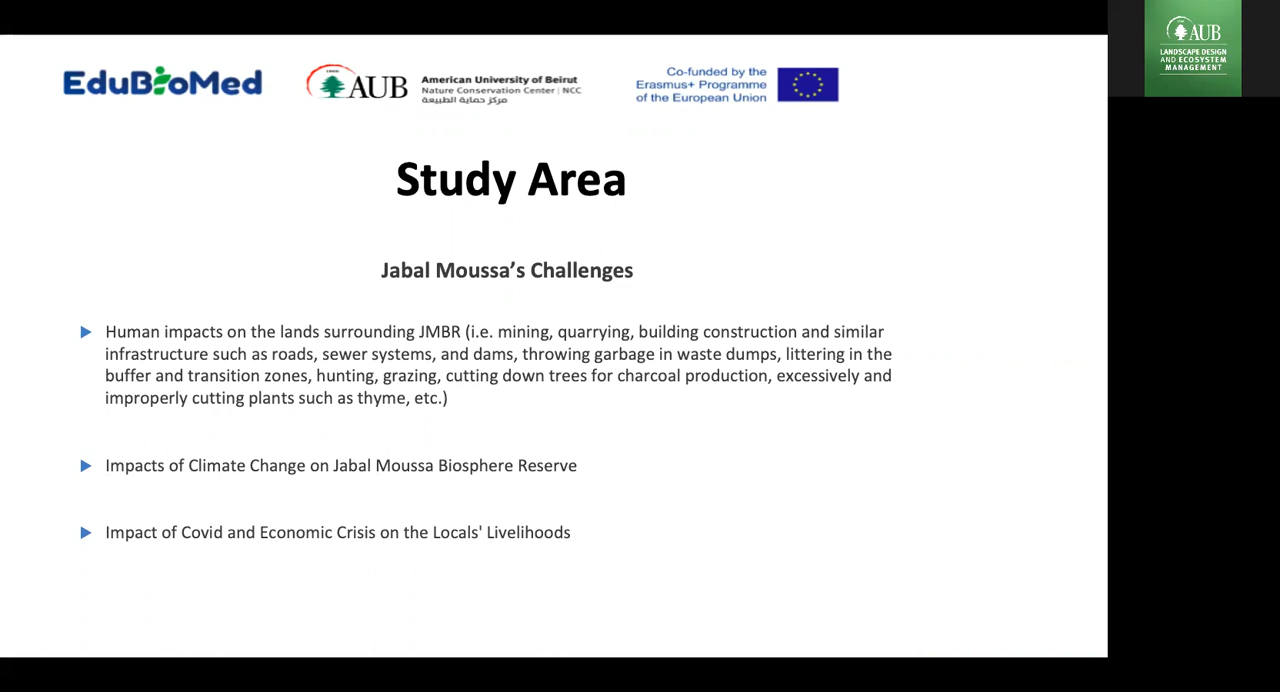 EduBioMed
AUB
American University of Beirut
Nature Conservation Center | NCC
مركز حماية الطبيعة
Co-funded by the
Erasmus+ Programme
of the European Union
AUB
LANDSCAPE DESIGN
AND ECOSYSTEM
MANAGEMENT
Study Area
Jabal Moussa’s Challenges
Human impacts on the lands surrounding JMBR (i.e. mining, quarrying, building construction and similar
infrastructure such as roads, sewer systems, and dams, throwing garbage in waste dumps, littering in the
buffer and transition zones, hunting, grazing, cutting down trees for charcoal production, excessively and
improperly cutting plants such as thyme, etc.)
Impacts of Climate Change on Jabal Moussa Biosphere Reserve
Impact of Covid and Economic Crisis on the Locals' Livelihoods